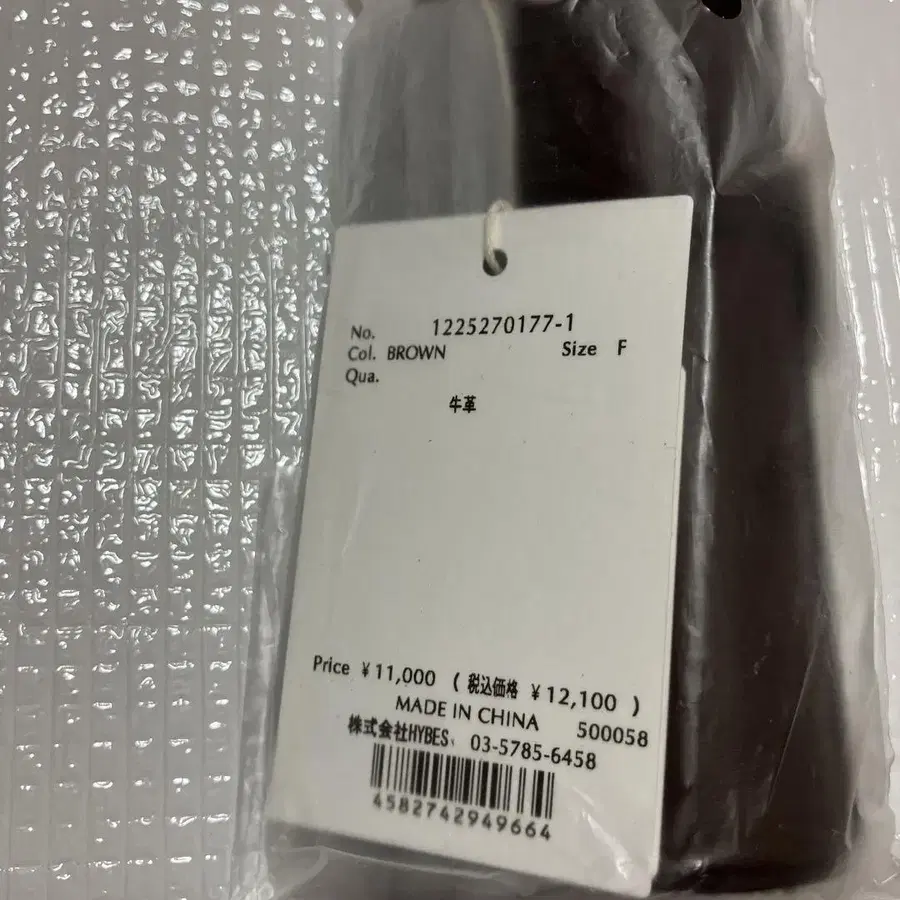 No. 1225270177-1
Col. BROWN Size F
Qua.
牛革
Price ¥11,000 ( 税込価格 ¥12,100 )
MADE IN CHINA 500058
株式会社HYBES、 03-5785-6458
4582742949664